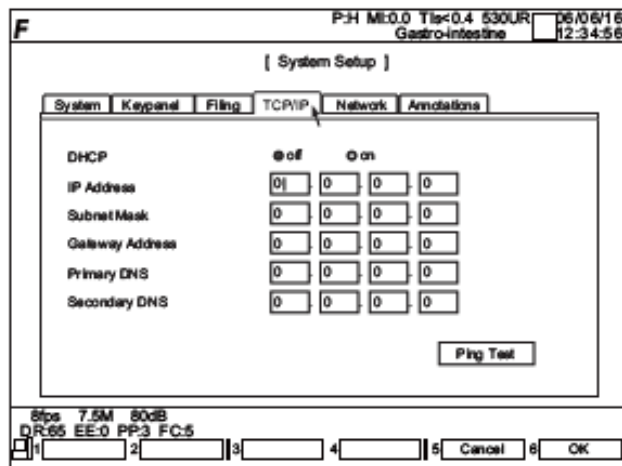 F
P:H MI:0.0 TIs<0.4 530UR 06/06/16
Gastro-intestine 12:34:56
[ System Setup ]
System Keypanel Filing TCP/IP Network Annotations
DHCP off on
IP Address 0 . 0 . 0 . 0
Subnet Mask 0 . 0 . 0 . 0
Gateway Address 0 . 0 . 0 . 0
Primary DNS 0 . 0 . 0 . 0
Secondary DNS 0 . 0 . 0 . 0
Ping Test
8fps 7.5M 80dB
DR:65 EE:0 PP:3 FC:5
1 2 3 4 5 Cancel 6 OK